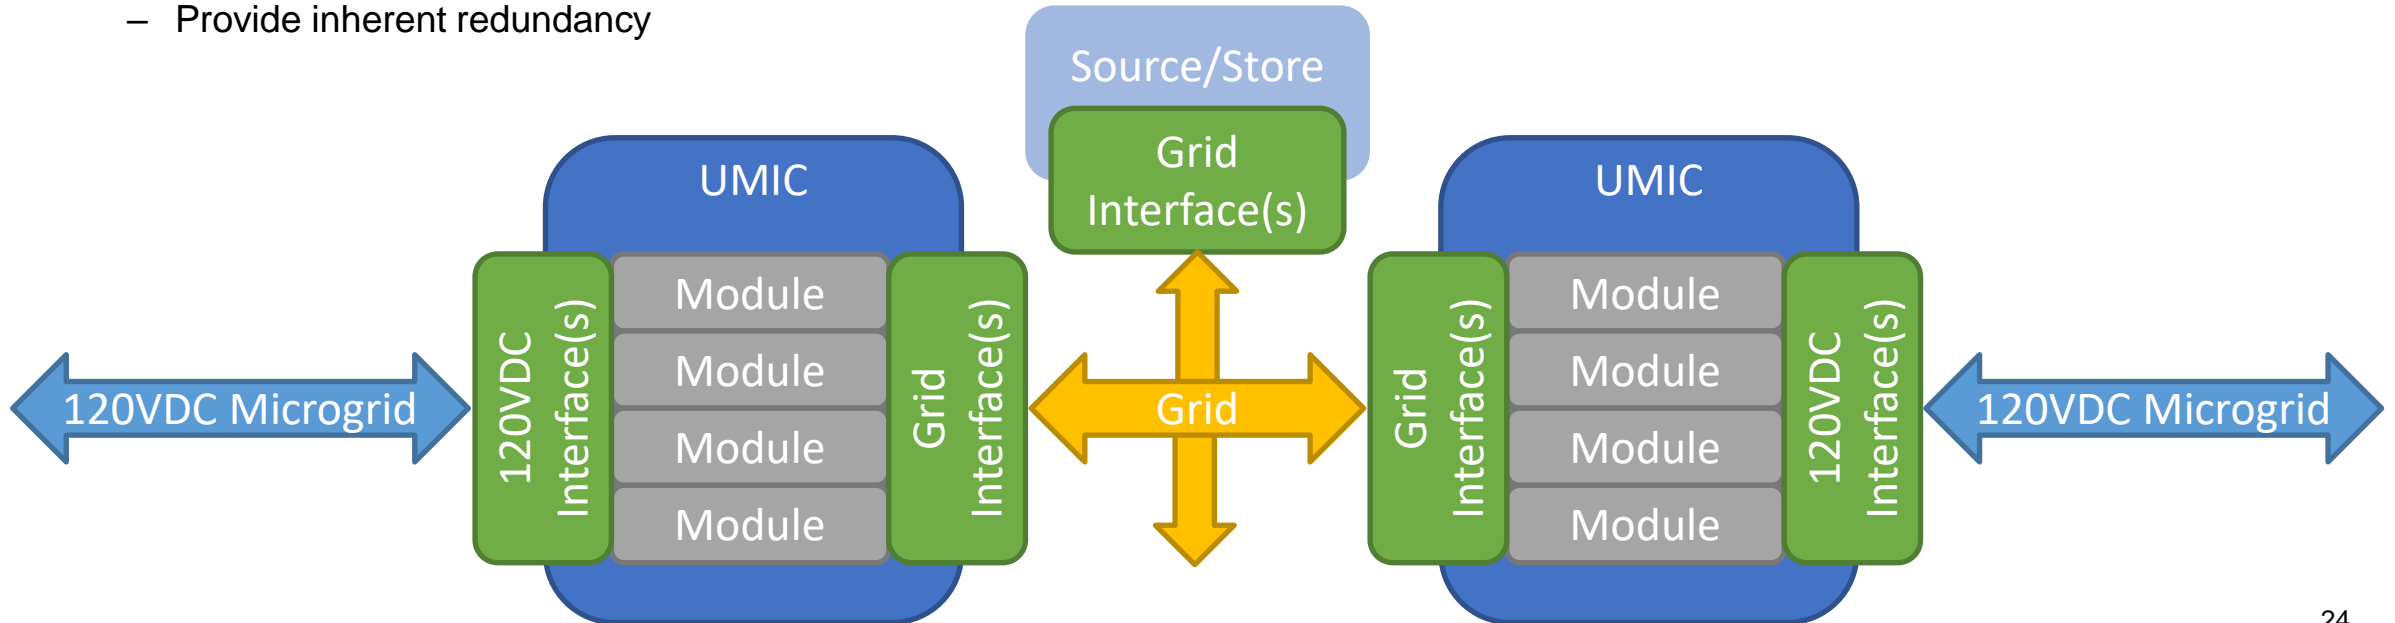 – Provide inherent redundancy
Source/Store
Grid
Interface(s)
UMIC
120VDC
Interface(s)
Module
Module
Module
Module
Grid
Interface(s)
120VDC Microgrid
Grid
UMIC
Grid
Interface(s)
Module
Module
Module
Module
120VDC
Interface(s)
120VDC Microgrid
24